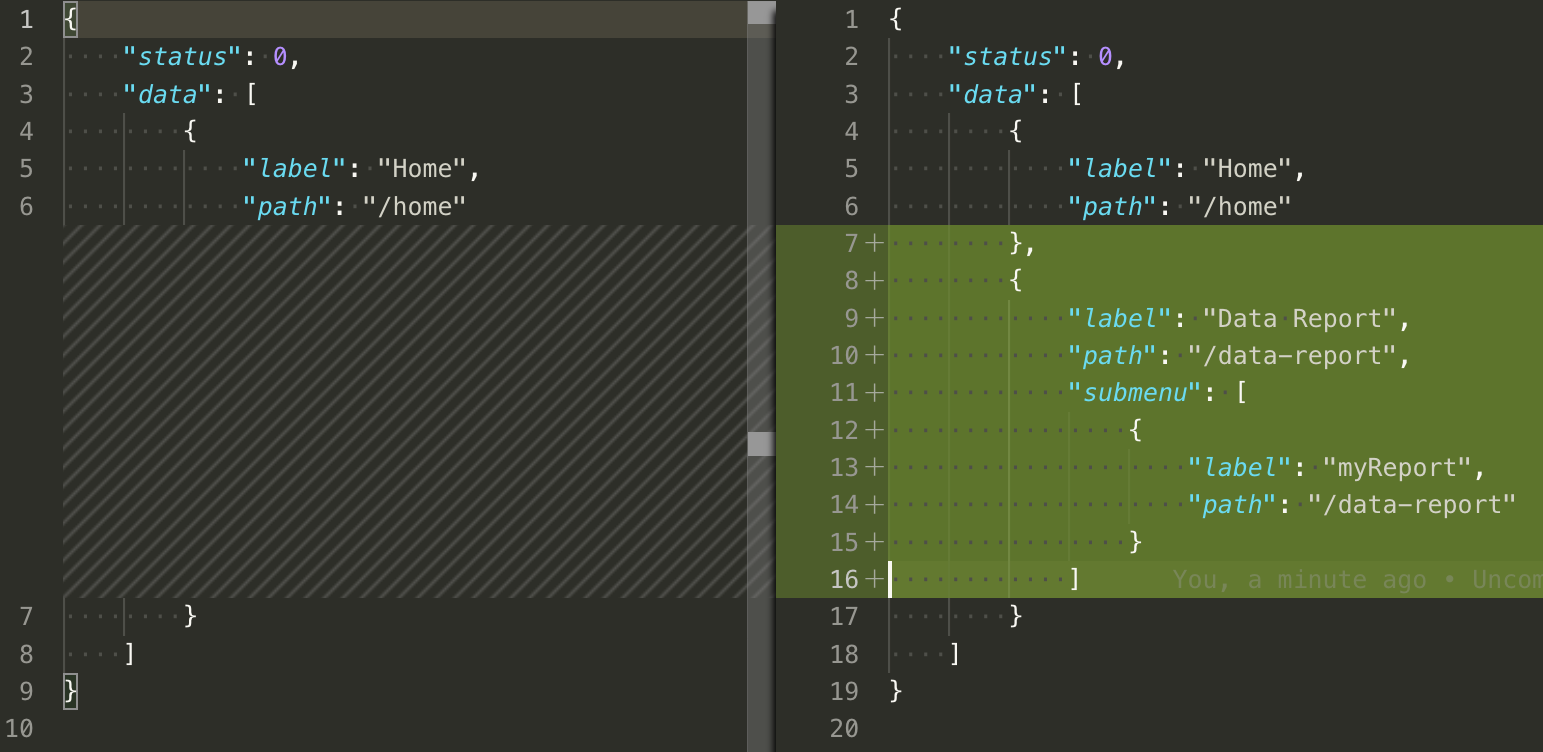 1 {
2     "status": 0,
3     "data": [
4         {
5             "label": "Home",
6             "path": "/home"
7         }
8     ]
9 }
10
1 {
2     "status": 0,
3     "data": [
4         {
5             "label": "Home",
6             "path": "/home"
7+         },
8+         {
9+             "label": "Data Report",
10+             "path": "/data-report",
11+             "submenu": [
12+                 {
13+                     "label": "myReport",
14+                     "path": "/data-report"
15+                 }
16+             ] You, a minute ago • Uncom
17         }
18     ]
19 }
20